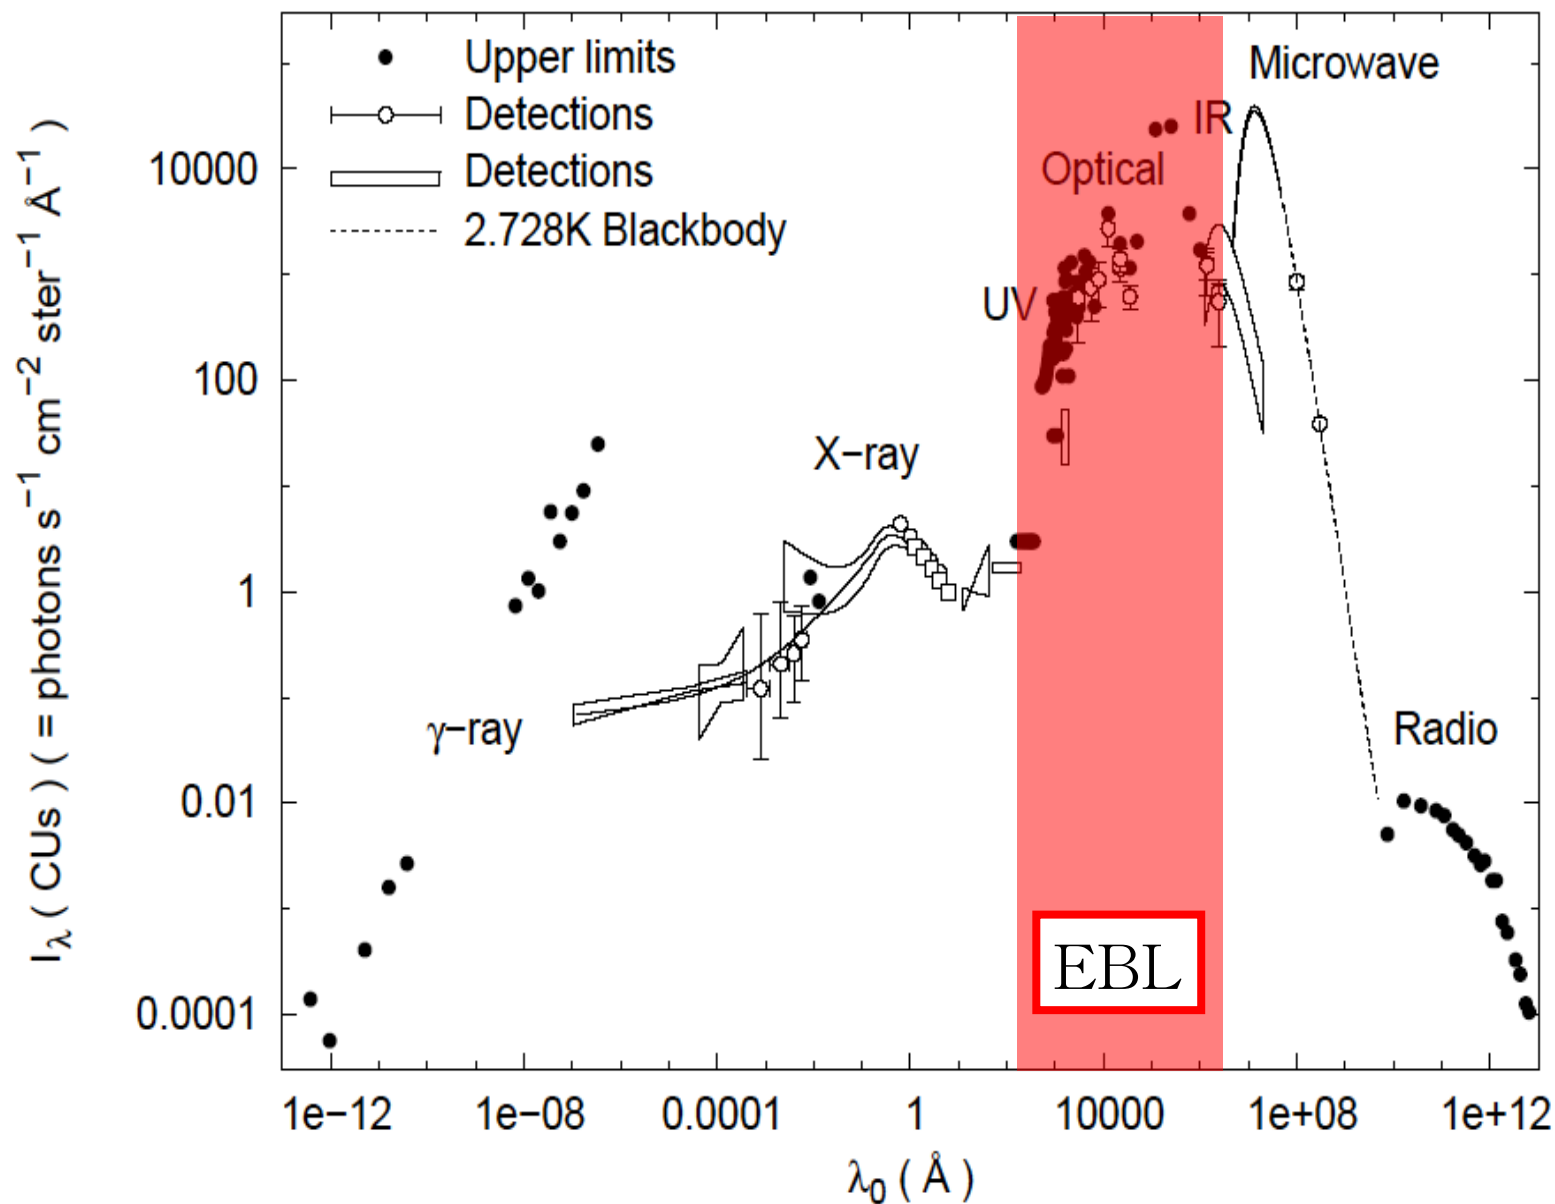 Upper limits
Detections
Detections
2.728K Blackbody
Microwave
IR
Optical
UV
X−ray
γ−ray
Radio
EBL
10000
100
1
0.01
0.0001
1e−12
1e−08
0.0001
1
10000
1e+08
1e+12
λ₀ ( Å )
I_λ ( CUs ) ( = photons s⁻¹ cm⁻² ster⁻¹ Å⁻¹ )